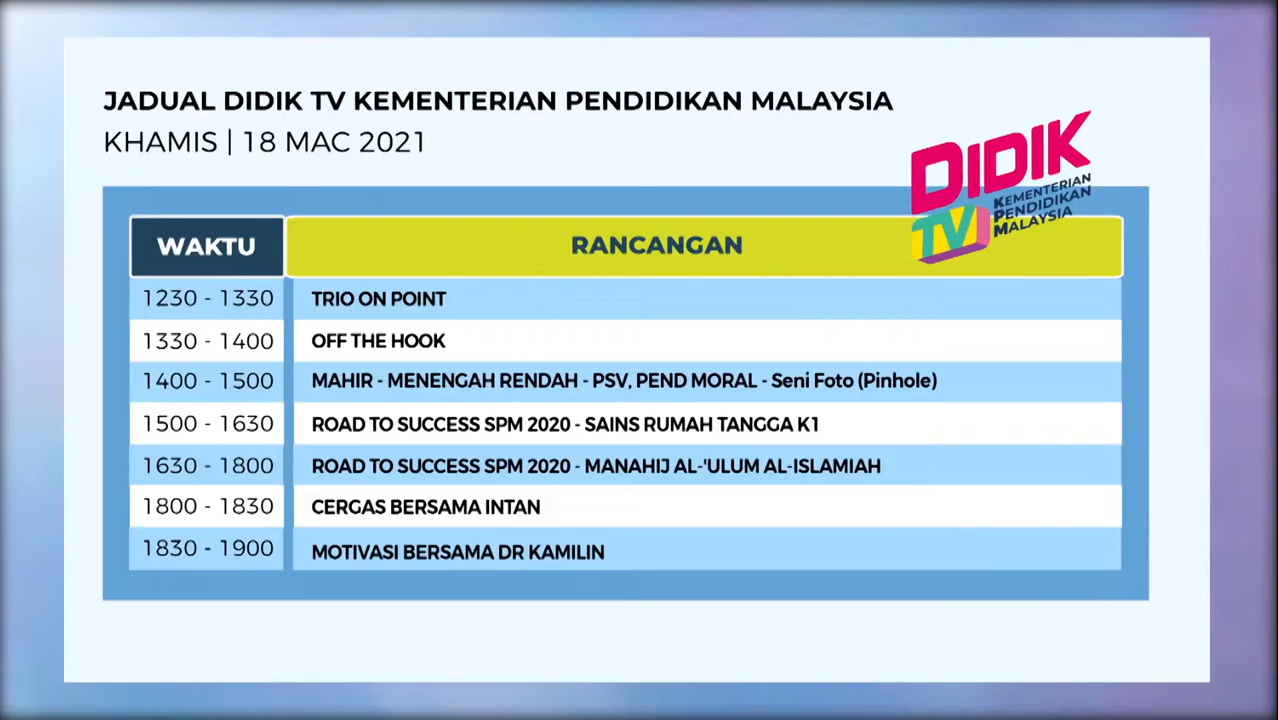 JADUAL DIDIK TV KEMENTERIAN PENDIDIKAN MALAYSIA
KHAMIS | 18 MAC 2021
DIDIK
TV
KEMENTERIAN
PENDIDIKAN
MALAYSIA
WAKTU RANCANGAN
1230 - 1330 TRIO ON POINT
1330 - 1400 OFF THE HOOK
1400 - 1500 MAHIR - MENENGAH RENDAH - PSV, PEND MORAL - Seni Foto (Pinhole)
1500 - 1630 ROAD TO SUCCESS SPM 2020 - SAINS RUMAH TANGGA K1
1630 - 1800 ROAD TO SUCCESS SPM 2020 - MANAHIJ AL-'ULUM AL-ISLAMIAH
1800 - 1830 CERGAS BERSAMA INTAN
1830 - 1900 MOTIVASI BERSAMA DR KAMILIN